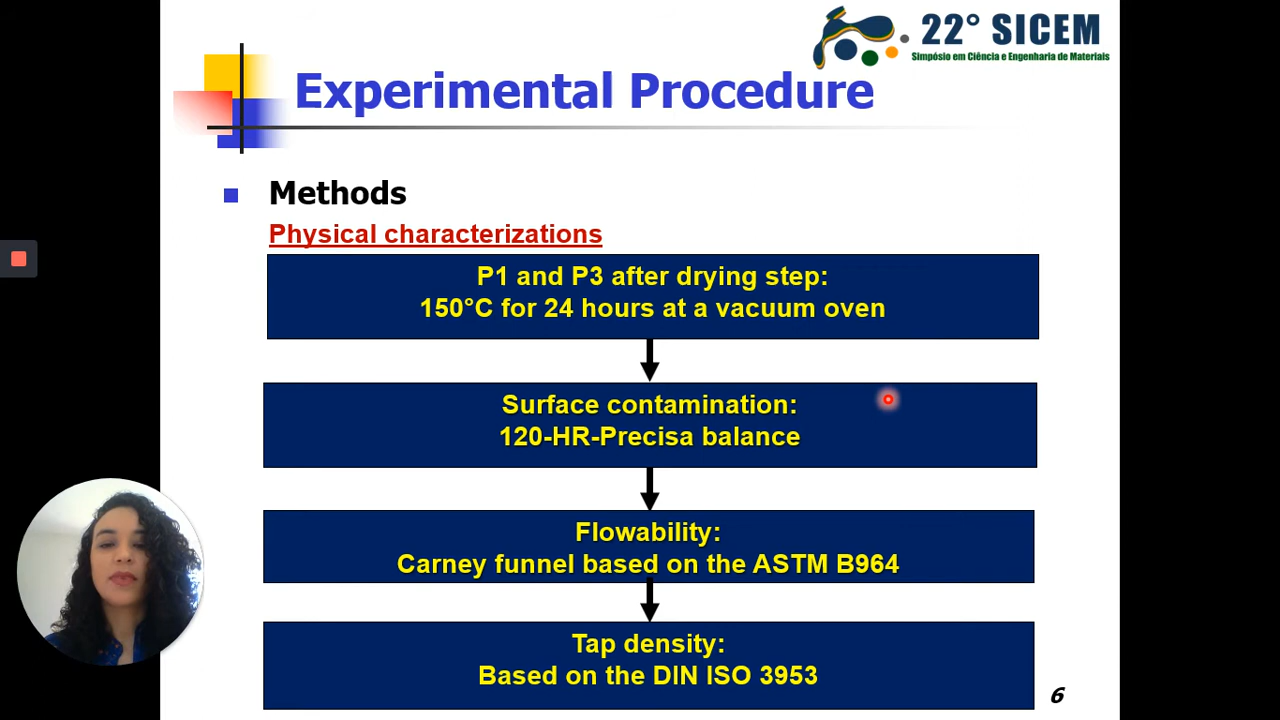 22° SICEM
Simpósio em Ciência e Engenharia de Materiais
Experimental Procedure
Methods
Physical characterizations
P1 and P3 after drying step:
150°C for 24 hours at a vacuum oven
Surface contamination:
120-HR-Precisa balance
Flowability:
Carney funnel based on the ASTM B964
Tap density:
Based on the DIN ISO 3953
6